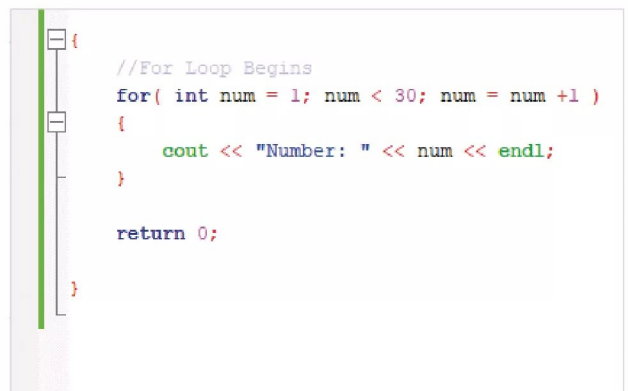 {
//For Loop Begins
for( int num = 1; num < 30; num = num +1 )
{
cout << "Number: " << num << endl;
}
return 0;
}